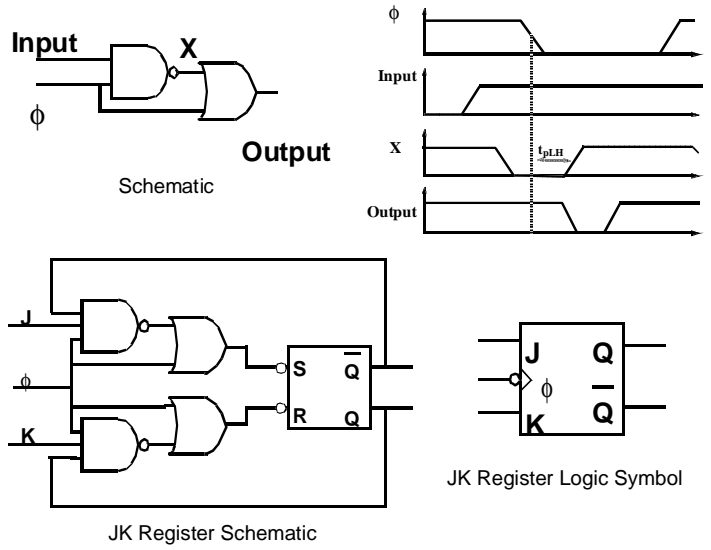 Input
X
ϕ
Output
Schematic
ϕ
Input
X
tpLH
Output
J
ϕ
K
S
Q
R
Q
JK Register Schematic
J
Q
ϕ
Q
K
JK Register Logic Symbol